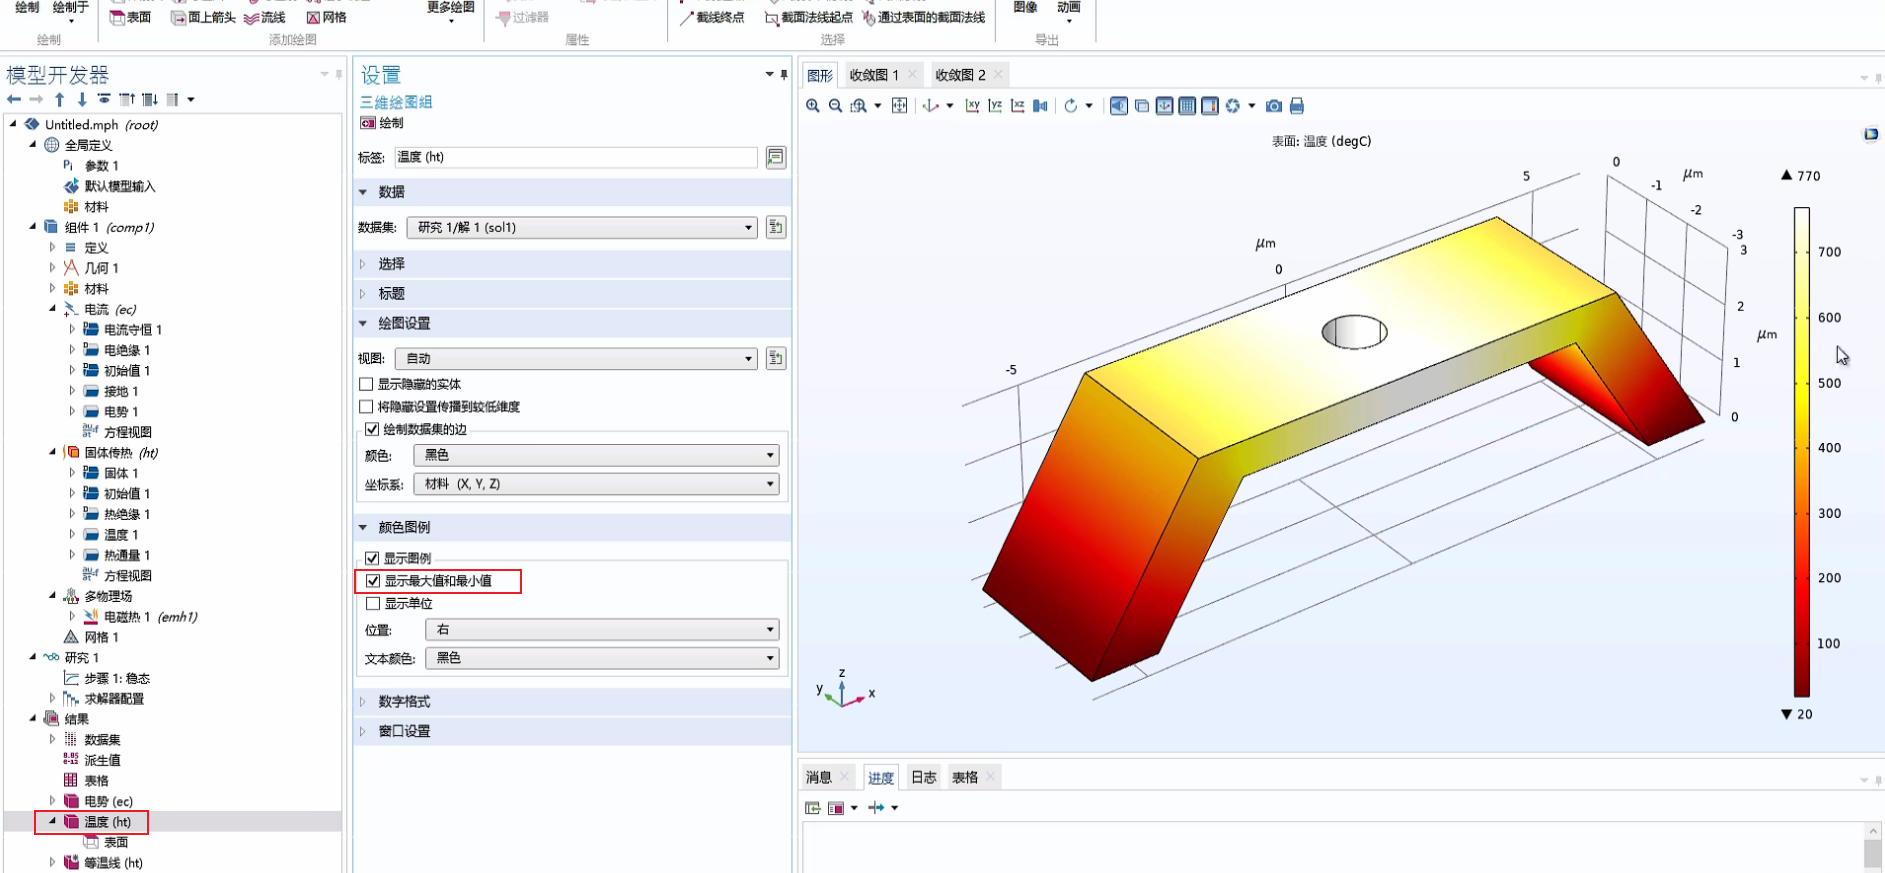 绘制 绘制于
表面 面上箭头 流线 网格
更多绘图
过滤器
截线终点 截面法线起点 通过表面的截面法线
图像 动画
绘制 添加绘图 属性 选择 导出
模型开发器
Untitled.mph (root)
全局定义
Pi 参数 1
默认模型输入
材料
组件 1 (comp1)
定义
几何 1
材料
电流 (ec)
电流守恒 1
电绝缘 1
初始值 1
接地 1
电势 1
方程视图
固体传热 (ht)
固体 1
初始值 1
热绝缘 1
温度 1
热通量 1
方程视图
多物理场
电磁热 1 (emh1)
网格 1
研究 1
步骤 1: 稳态
求解器配置
结果
数据集
8.85
e-12
派生值
表格
电势 (ec)
温度 (ht)
表面
等温线 (ht)
设置
三维绘图组
绘制
标签: 温度 (ht)
数据
数据集: 研究 1/解 1 (sol1)
选择
标题
绘图设置
视图: 自动
显示隐藏的实体
将隐藏设置传播到较低维度
绘制数据集的边
颜色: 黑色
坐标系: 材料 (X, Y, Z)
颜色图例
显示图例
显示最大值和最小值
显示单位
位置: 右
文本颜色: 黑色
数字格式
窗口设置
图形 收敛图 1 收敛图 2
xy yz xz
表面: 温度 (degC)
μm
-5
0
5
μm
0
-1
-2
-3
μm
3
2
1
0
▲ 770
700
600
500
400
300
200
100
▼ 20
z
y
x
消息 进度 日志 表格